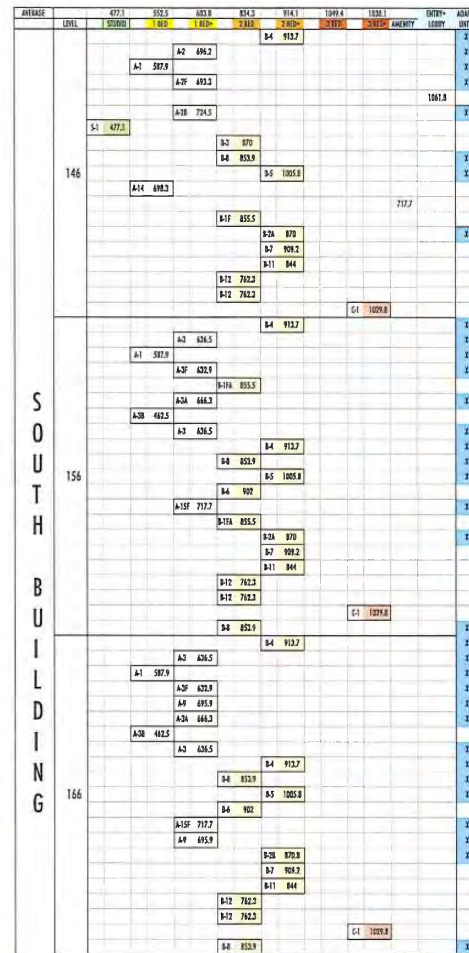 AVERAGE 477.1 552.5 683.8 834.3 914.1 1049.4 1030.1 ENTRY+
LEVEL STUDIO 1 BED 1 BED+ 2 BED 2 BED+ 3 BED 3 BED+ AMENITY LOBBY
B-4 913.7 X
A-2 696.2 X
A-1 587.9 X
A-2F 693.3 X
1061.8
A-2B 724.5 X
S-1 477.1
B-3 870
B-8 853.9 X
146 B-5 1005.8 X
A-14 698.3
717.7
B-1F 855.5
B-2A 870 X
B-7 909.2
B-11 844
B-12 762.3
B-12 762.3
C-1 1029.8
B-4 913.7 X
A-3 636.5 X
A-1 587.9 X
A-3F 632.9 X
B-1FA 855.5
A-3A 666.3 X
A-3B 462.5
A-3 636.5 X
B-4 913.7 X
B-8 853.9 X
156 B-5 1005.8 X
B-6 902
A-15F 717.7 X
B-1FA 855.5
B-2A 870 X
B-7 909.2
B-11 844
B-12 762.3
B-12 762.3
C-1 1029.8
B-8 853.9 X
B-4 913.7
A-3 636.5 X
A-1 587.9 X
A-3F 632.9 X
A-9 695.9 X
A-3A 666.3 X
A-3B 462.5
A-3 636.5 X
B-4 913.7 X
B-8 853.9 X
166 B-5 1005.8 X
B-6 902
A-15F 717.7 X
A-9 695.9 X
B-2B 870.8 X
B-7 909.2
B-11 844
B-12 762.3
B-12 762.3
C-1 1029.8
B-8 853.9 X
SOUTH BUILDING